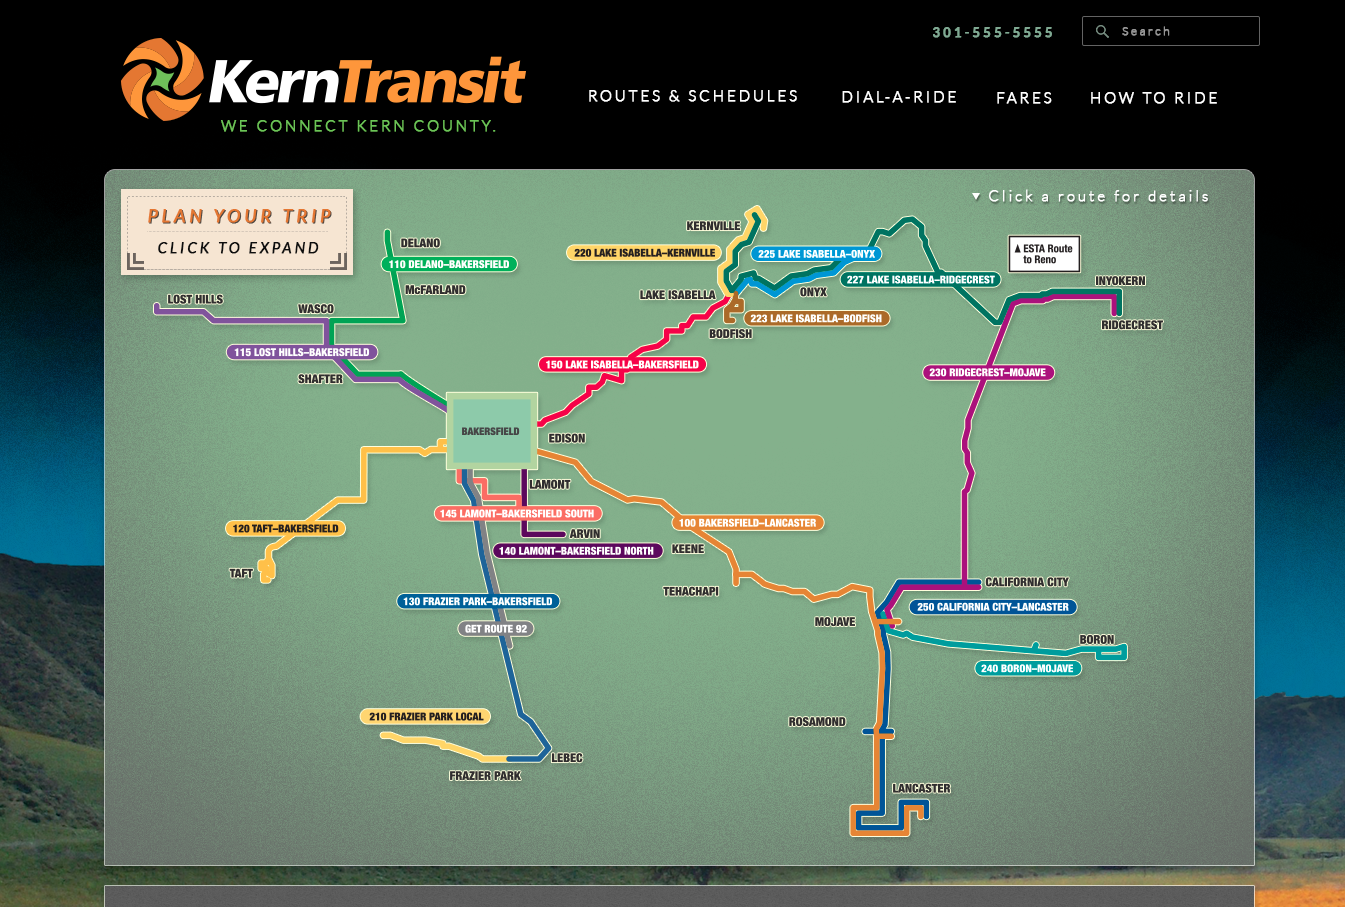 301-555-5555
Search
KernTransit
WE CONNECT KERN COUNTY.
ROUTES & SCHEDULES
DIAL-A-RIDE
FARES
HOW TO RIDE
PLAN YOUR TRIP
CLICK TO EXPAND
Click a route for details
KERNVILLE
DELANO
220 LAKE ISABELLA–KERNVILLE
225 LAKE ISABELLA–ONYX
ESTA Route
to Reno
110 DELANO–BAKERSFIELD
227 LAKE ISABELLA–RIDGECREST
INYOKERN
McFARLAND
ONYX
LAKE ISABELLA
LOST HILLS
WASCO
223 LAKE ISABELLA–BODFISH
RIDGECREST
BODFISH
115 LOST HILLS–BAKERSFIELD
150 LAKE ISABELLA–BAKERSFIELD
230 RIDGECREST–MOJAVE
SHAFTER
BAKERSFIELD
EDISON
LAMONT
145 LAMONT–BAKERSFIELD SOUTH
100 BAKERSFIELD–LANCASTER
120 TAFT–BAKERSFIELD
ARVIN
140 LAMONT–BAKERSFIELD NORTH
KEENE
TAFT
CALIFORNIA CITY
TEHACHAPI
130 FRAZIER PARK–BAKERSFIELD
250 CALIFORNIA CITY–LANCASTER
MOJAVE
GET ROUTE 92
BORON
240 BORON–MOJAVE
210 FRAZIER PARK LOCAL
ROSAMOND
LEBEC
FRAZIER PARK
LANCASTER